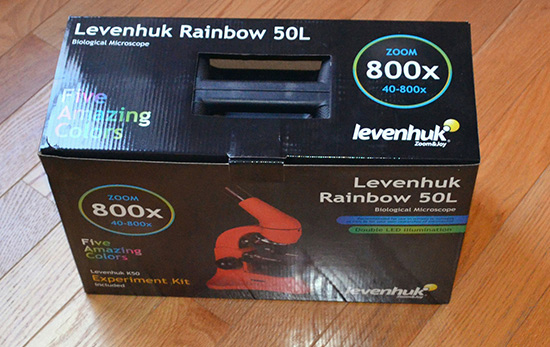 Levenhuk Rainbow 50L
Biological Microscope
ZOOM
800x
40-800x
Five
Amazing
Colors
levenhuk
Zoom&Joy
ZOOM
800x
40-800x
Five
Amazing
Colors
Levenhuk K50
Experiment Kit
Included
Levenhuk
Rainbow 50L
Biological Microscope
Double LED Illumination
levenhuk
Zoom&Joy